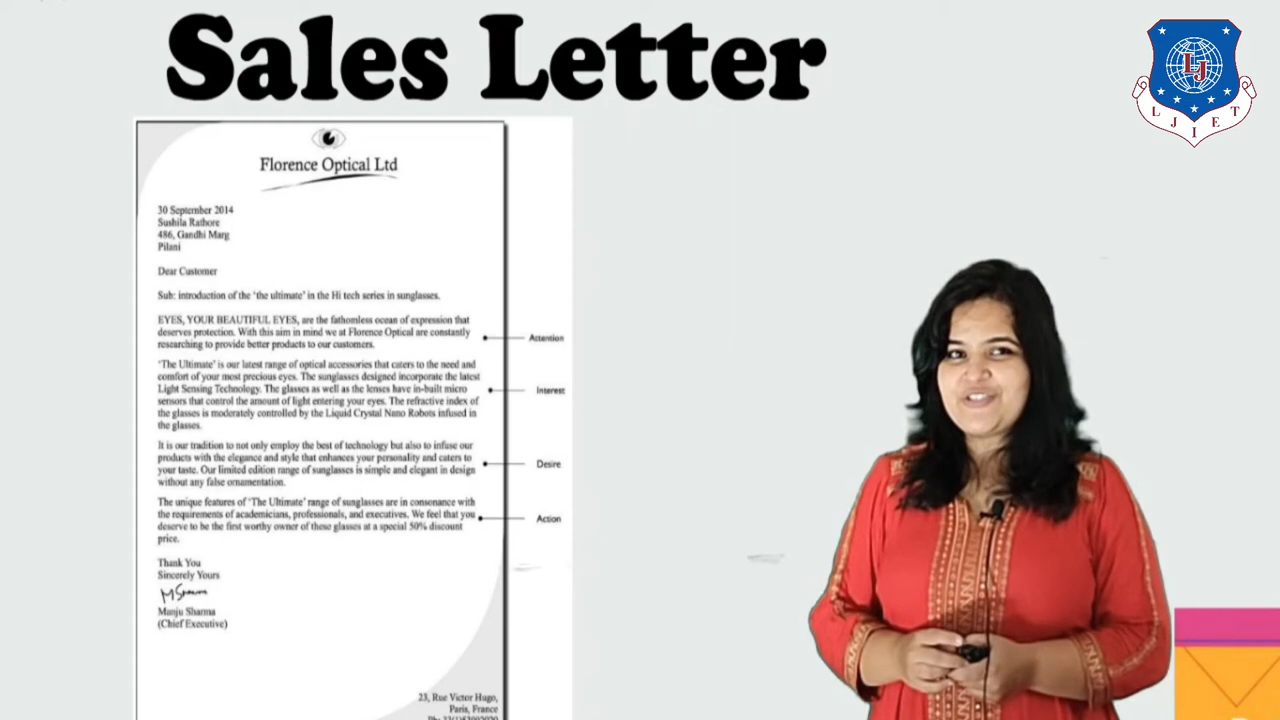 Sales Letter
L J I E T
LJ
Florence Optical Ltd
30 September 2014
Sushila Rathore
486, Gandhi Marg
Pilani
Dear Customer
Sub: introduction of the 'the ultimate' in the Hi tech series in sunglasses.
EYES, YOUR BEAUTIFUL EYES, are the fathomless ocean of expression that
deserves protection. With this aim in mind we at Florence Optical are constantly
researching to provide better products to our customers.
Attention
'The Ultimate' is our latest range of optical accessories that caters to the need and
comfort of your most precious eyes. The sunglasses designed incorporate the latest
Light Sensing Technology. The glasses as well as the lenses have in-built micro
sensors that control the amount of light entering your eyes. The refractive index of
the glasses is moderately controlled by the Liquid Crystal Nano Robots infused in
the glasses.
Interest
It is our tradition to not only employ the best of technology but also to infuse our
products with the elegance and style that enhances your personality and caters to
your taste. Our limited edition range of sunglasses is simple and elegant in design
without any false ornamentation.
Desire
The unique features of 'The Ultimate' range of sunglasses are in consonance with
the requirements of academicians, professionals, and executives. We feel that you
deserve to be the first worthy owner of these glasses at a special 50% discount
price.
Action
Thank You
Sincerely Yours
M Sharma
Manju Sharma
(Chief Executive)
23, Rue Victor Hugo,
Paris, France